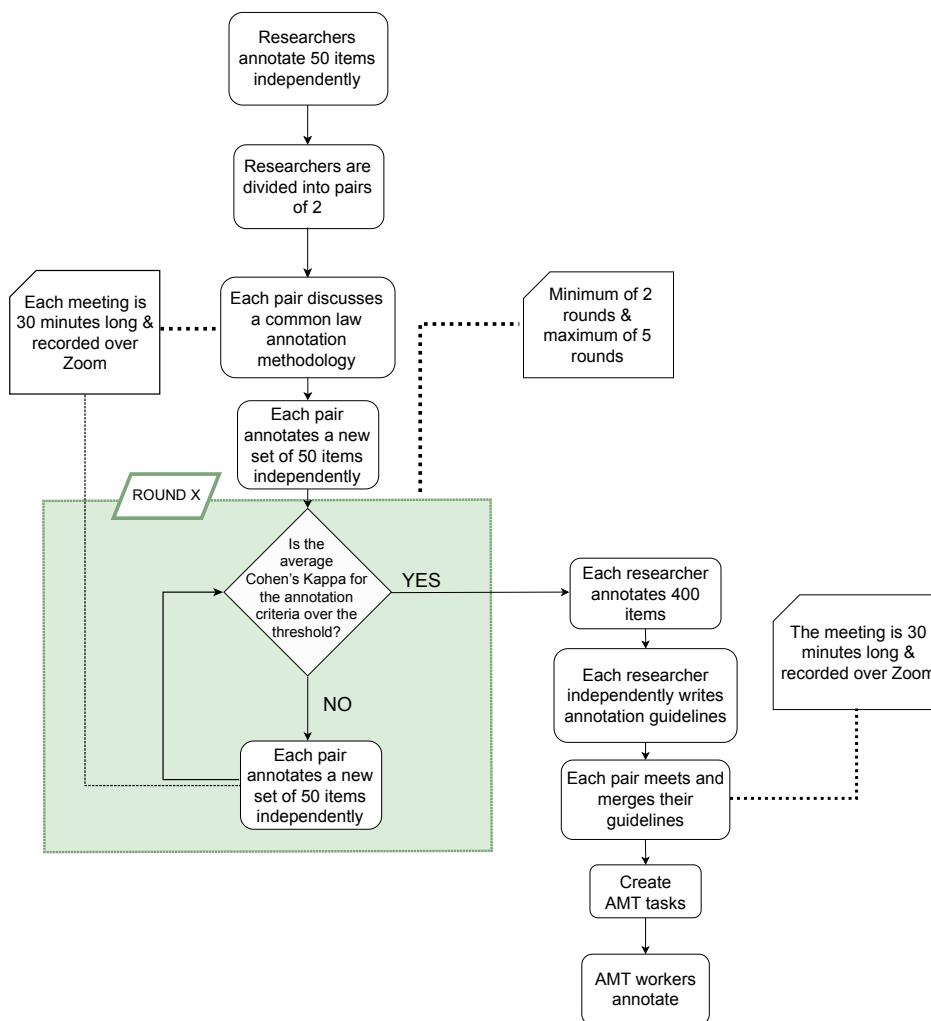 Researchers
annotate 50 items
independently
Researchers are
divided into pairs
of 2
Each meeting is
30 minutes long &
recorded over
Zoom
Each pair discusses
a common law
annotation
methodology
Minimum of 2
rounds &
maximum of 5
rounds
Each pair
annotates a new
set of 50 items
independently
ROUND X
Is the
average
Cohen's Kappa for
the annotation
criteria over the
threshold?
YES
NO
Each pair
annotates a new
set of 50 items
independently
Each researcher
annotates 400
items
The meeting is 30
minutes long &
recorded over Zoom
Each researcher
independently writes
annotation guidelines
Each pair meets and
merges their
guidelines
Create
AMT tasks
AMT workers
annotate